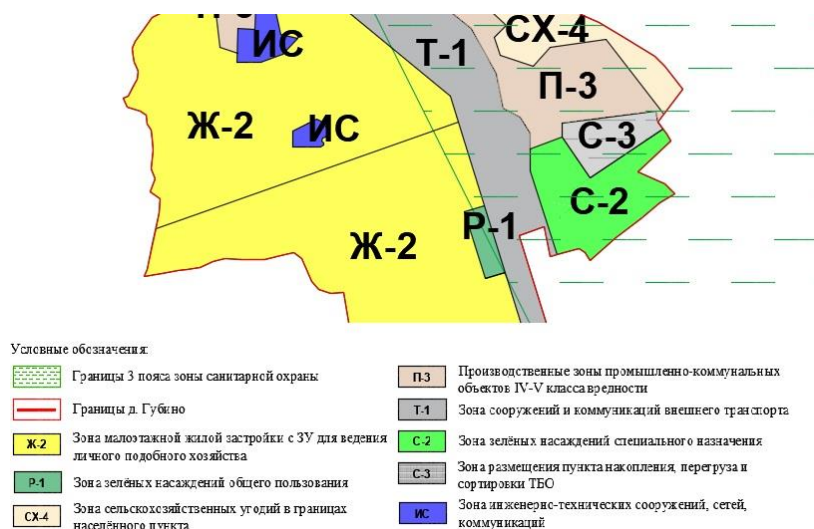 ИС
Т-1
СХ-4
П-3
Ж-2
ИС
С-3
С-2
Р-1
Ж-2
Условные обозначения:
Границы 3 пояса зоны санитарной охраны
Границы д. Губино
Ж-2 Зона малоэтажной жилой застройки с ЗУ для ведения
личного подобного хозяйства
Р-1 Зона зелёных насаждений общего пользования
СХ-4 Зона сельскохозяйственных угодий в границах
населённого пункта
П-3 Производственные зоны промышленно-коммунальных
объектов IV-V класса вредности
Т-1 Зона сооружений и коммуникаций внешнего транспорта
С-2 Зона зелёных насаждений специального назначения
С-3 Зона размещения пункта накопления, перегруза и
сортировки ТБО
ИС Зона инженерно-технических сооружений, сетей,
коммуникаций